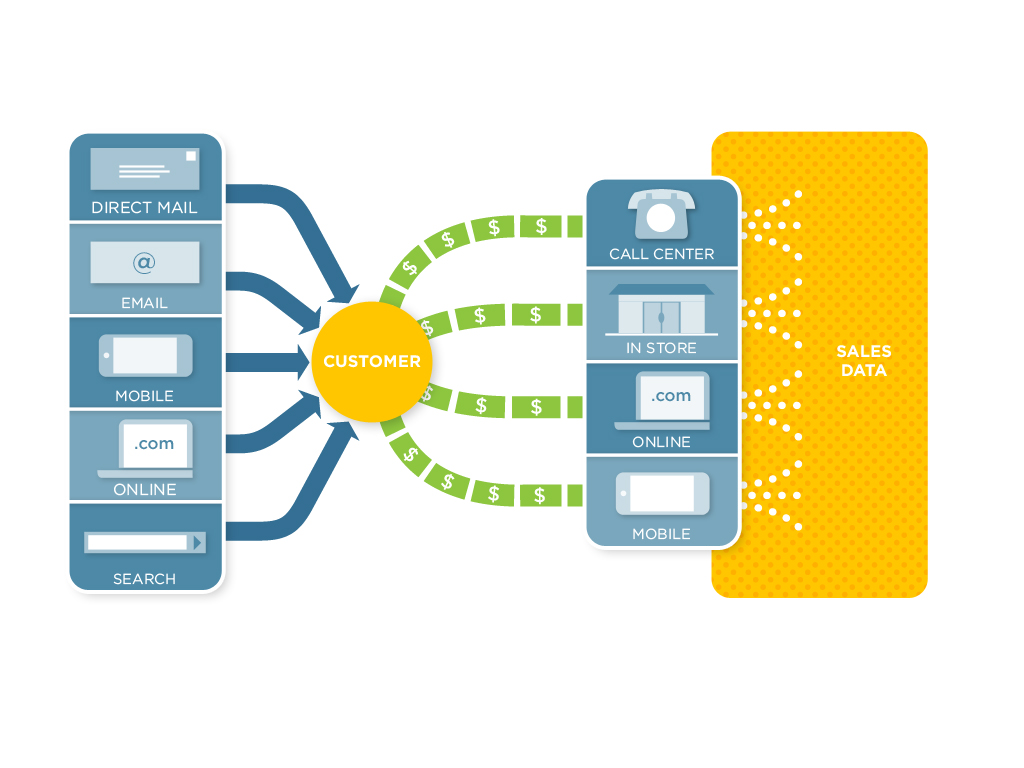 DIRECT MAIL
@
EMAIL
MOBILE
.com
ONLINE
SEARCH
CUSTOMER
$ $ $ $
$ $ $
$ $ $
$ $ $ $
CALL CENTER
IN STORE
.com
ONLINE
MOBILE
SALES
DATA